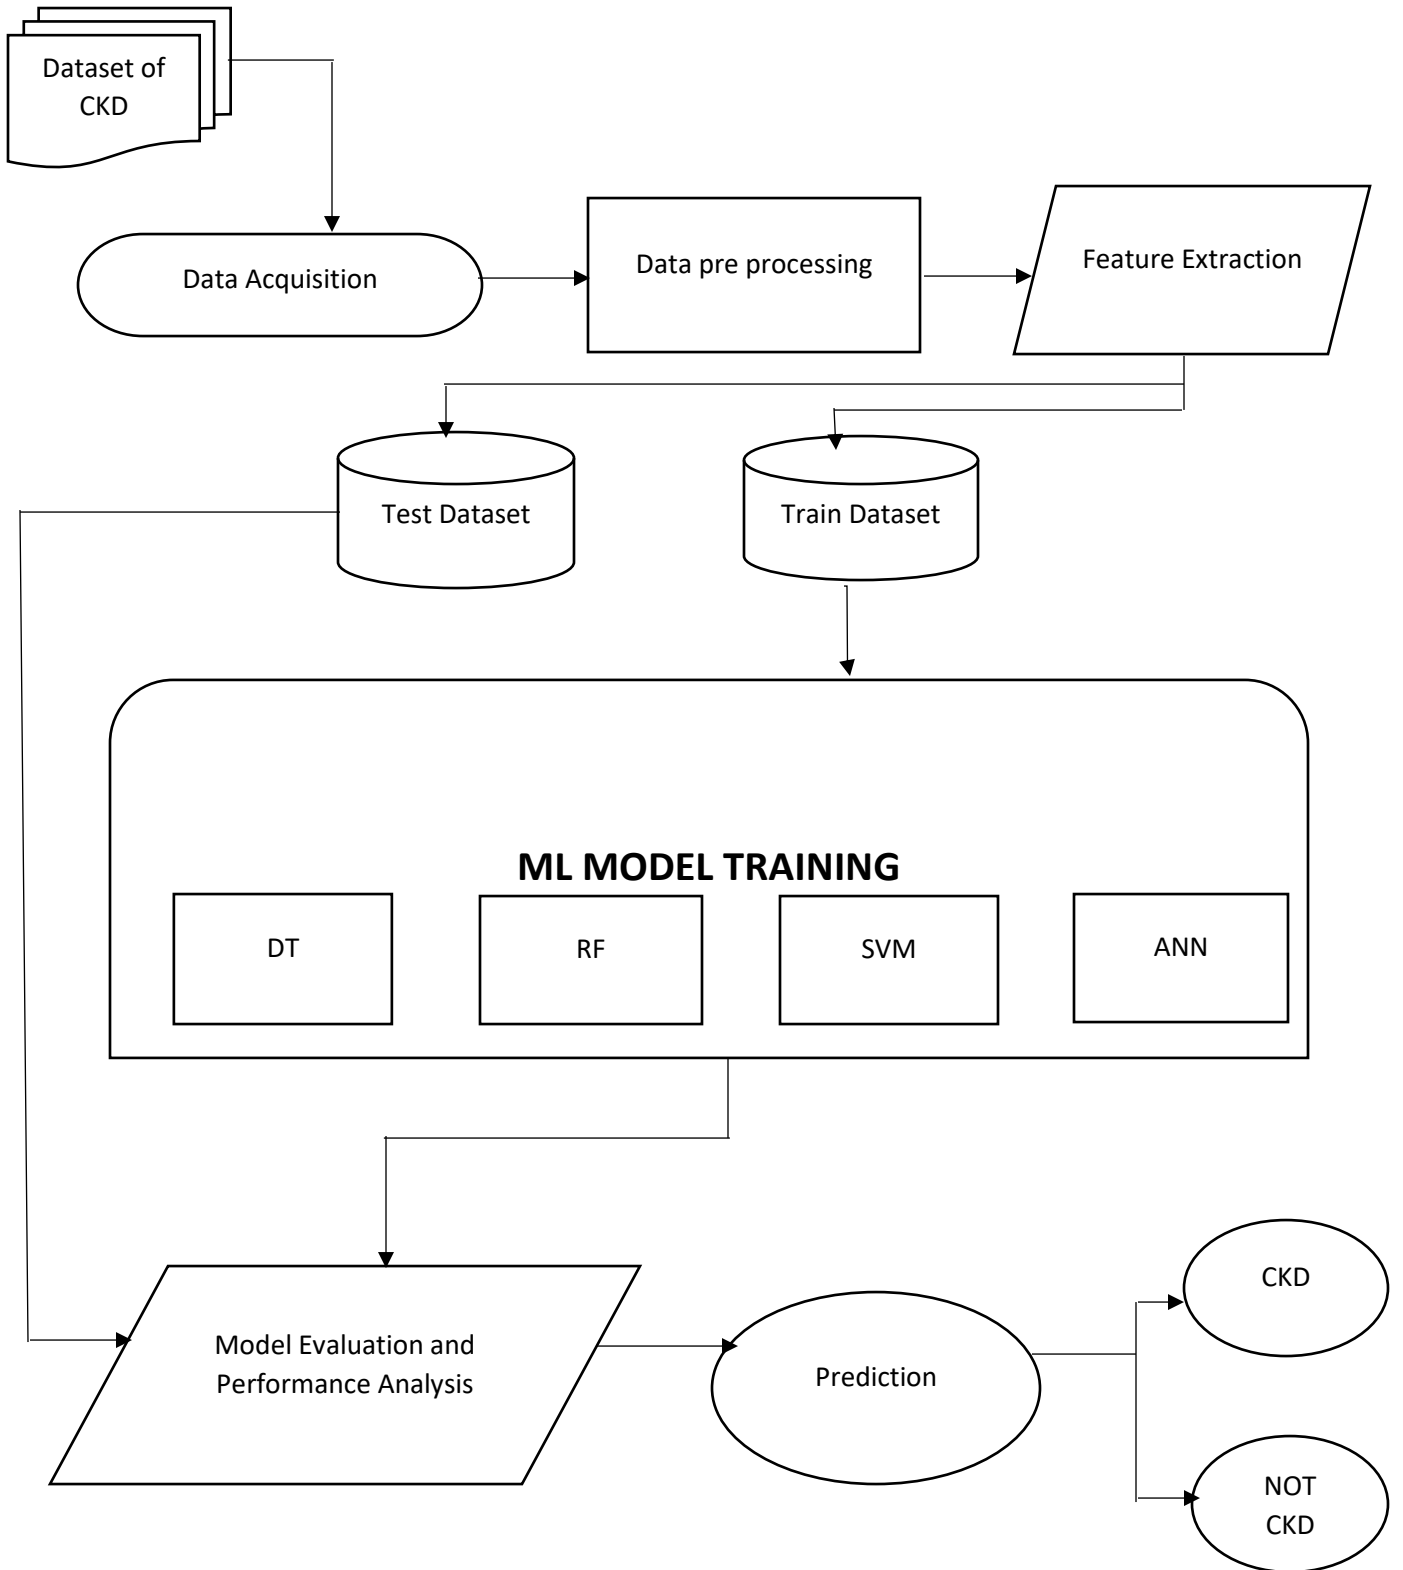 Dataset of
CKD
Data Acquisition
Data pre processing
Feature Extraction
Test Dataset
Train Dataset
ML MODEL TRAINING
DT
RF
SVM
ANN
Model Evaluation and
Performance Analysis
Prediction
CKD
NOT
CKD